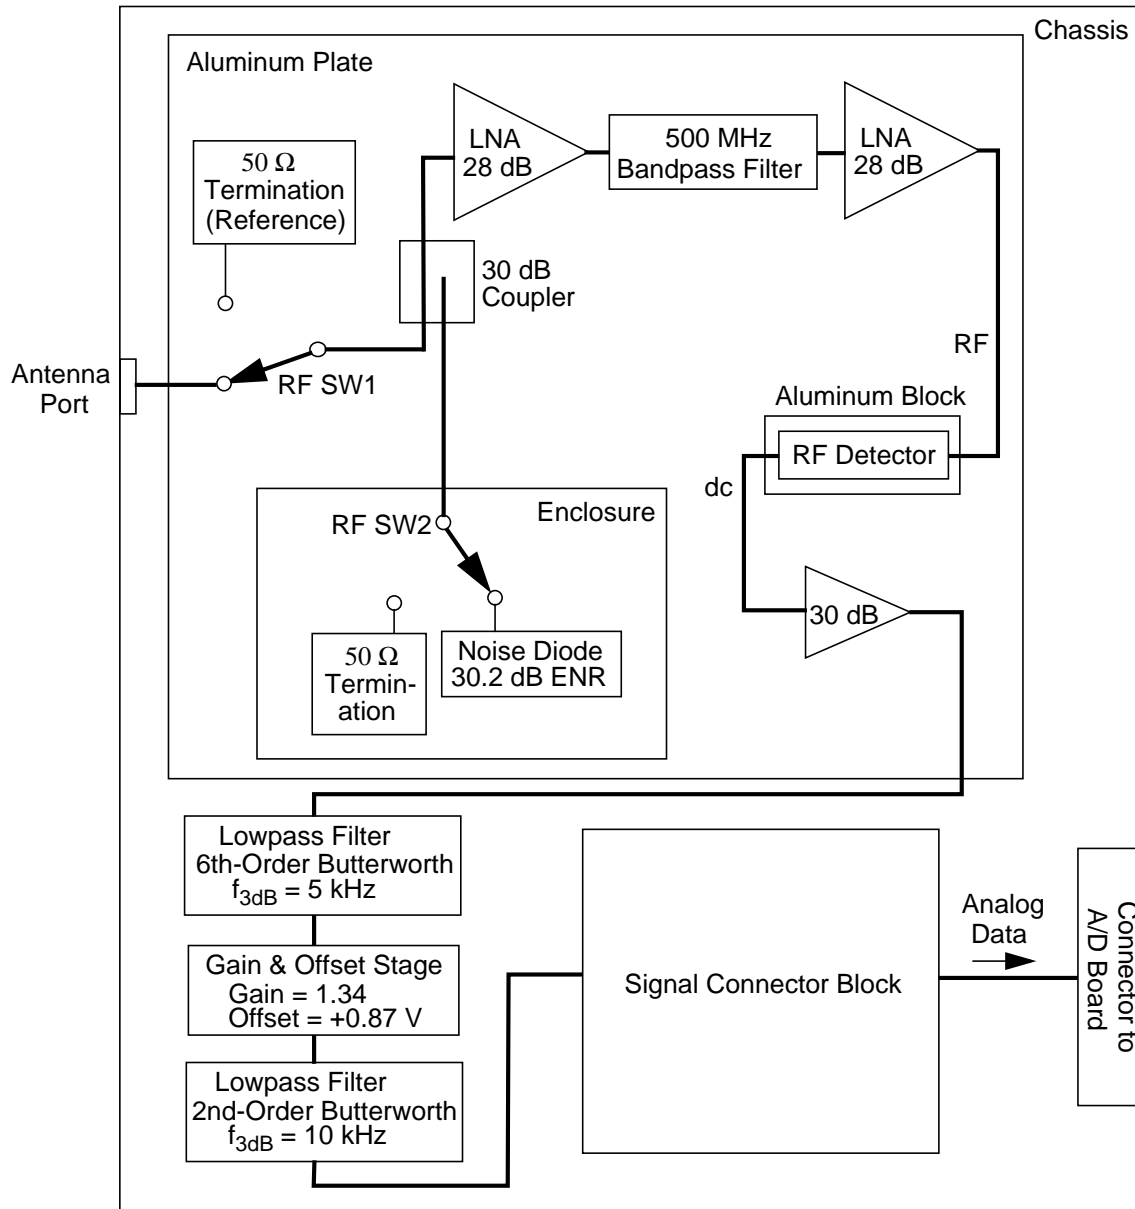 Chassis
Aluminum Plate
LNA
28 dB
500 MHz
Bandpass Filter
LNA
28 dB
50 Ω
Termination
(Reference)
30 dB
Coupler
RF
Antenna
Port
RF SW1
Aluminum Block
RF Detector
dc
Enclosure
RF SW2
30 dB
50 Ω
Termin-
ation
Noise Diode
30.2 dB ENR
Lowpass Filter
6th-Order Butterworth
f3dB = 5 kHz
Gain & Offset Stage
Gain = 1.34
Offset = +0.87 V
Lowpass Filter
2nd-Order Butterworth
f3dB = 10 kHz
Signal Connector Block
Analog
Data
Connector to
A/D Board